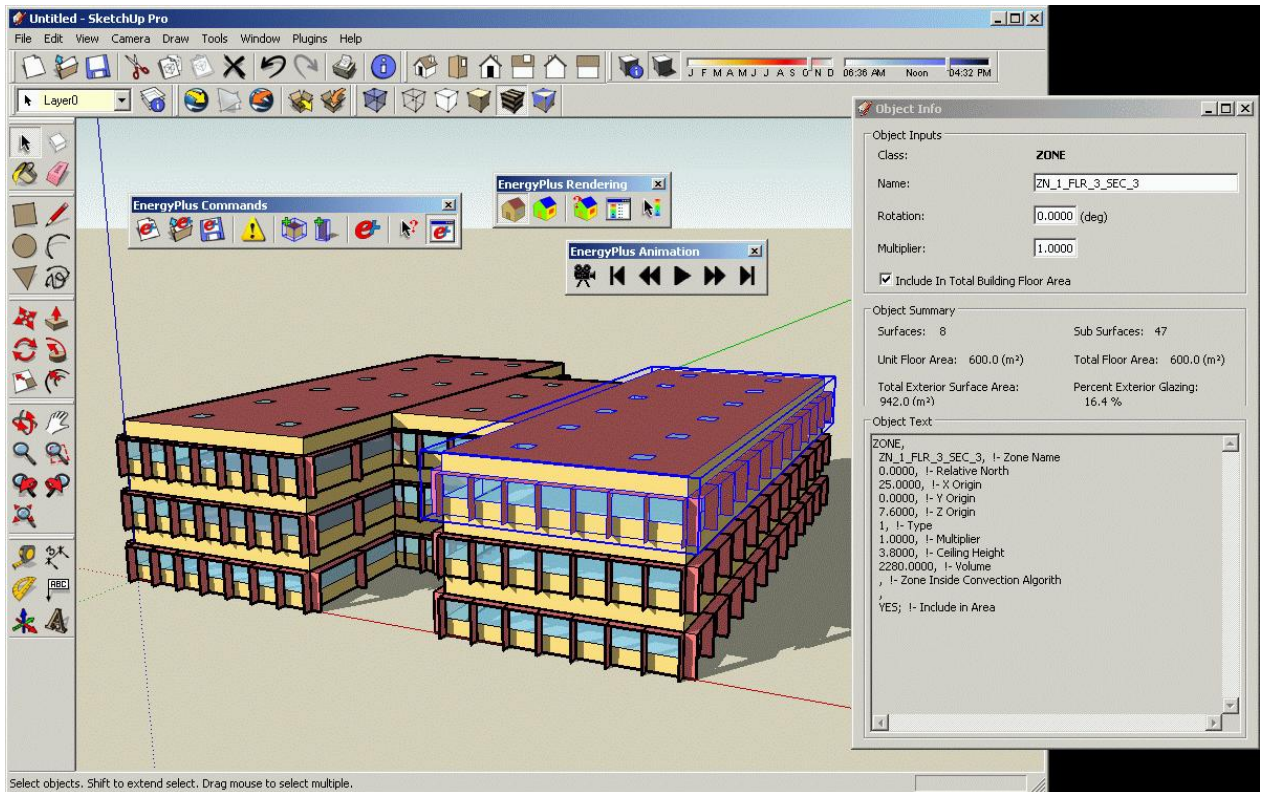 Untitled - SketchUp Pro
File Edit View Camera Draw Tools Window Plugins Help
J F M A M J J A S O N D 06:36 AM Noon 04:32 PM
Layer0
EnergyPlus Commands
EnergyPlus Rendering
EnergyPlus Animation
ABC
Object Info
Object Inputs
Class: ZONE
Name: ZN_1_FLR_3_SEC_3
Rotation: 0.0000 (deg)
Multiplier: 1.0000
Include In Total Building Floor Area
Object Summary
Surfaces: 8 Sub Surfaces: 47
Unit Floor Area: 600.0 (m²) Total Floor Area: 600.0 (m²)
Total Exterior Surface Area: Percent Exterior Glazing:
942.0 (m²) 16.4 %
Object Text
ZONE,
ZN_1_FLR_3_SEC_3, !- Zone Name
0.0000, !- Relative North
25.0000, !- X Origin
0.0000, !- Y Origin
7.6000, !- Z Origin
1, !- Type
1.0000, !- Multiplier
3.8000, !- Ceiling Height
2280.0000, !- Volume
, !- Zone Inside Convection Algorith
,
YES; !- Include in Area
Select objects. Shift to extend select. Drag mouse to select multiple.